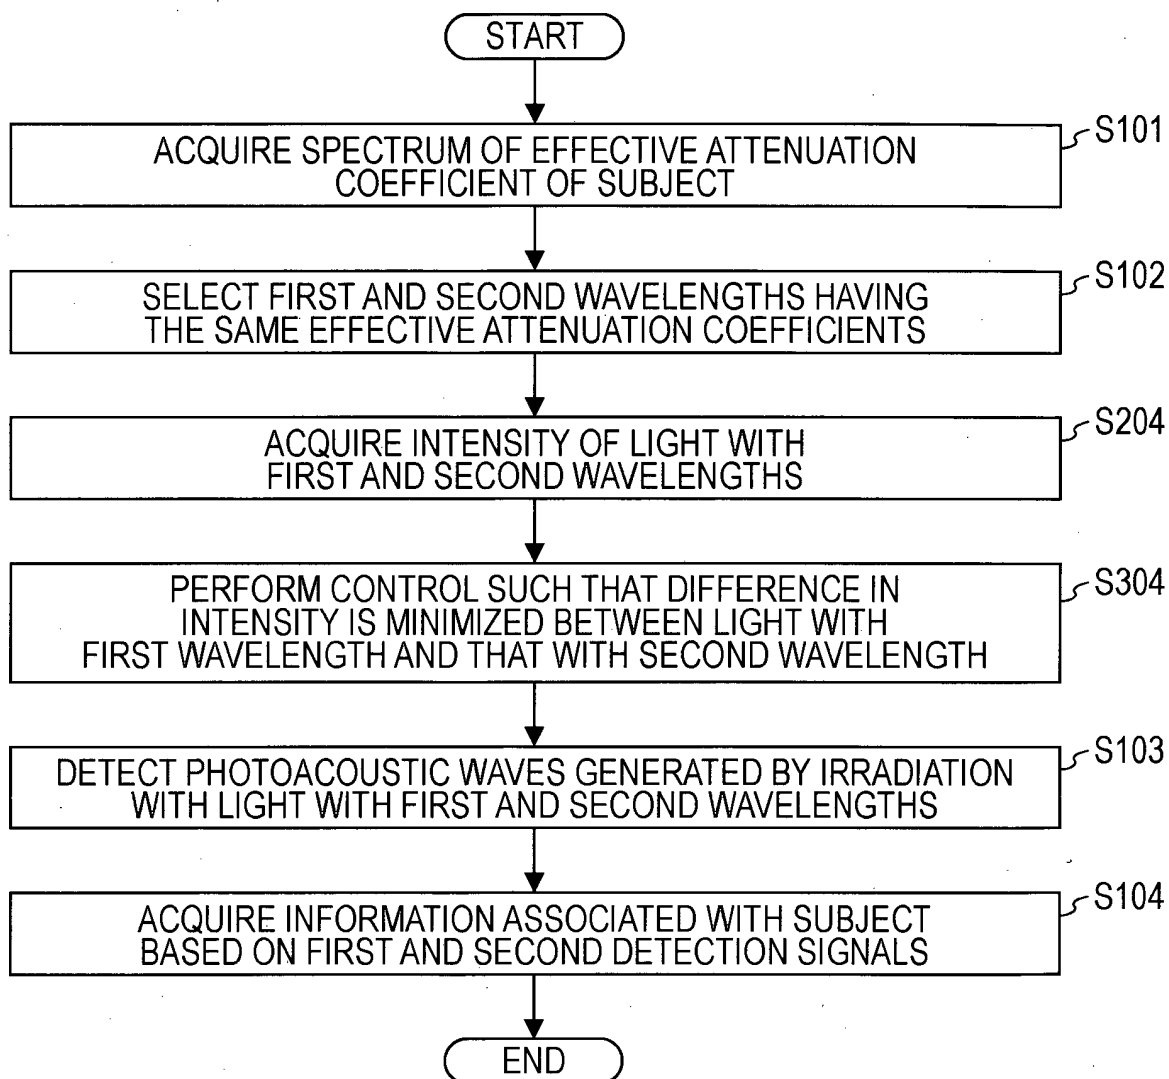 START
ACQUIRE SPECTRUM OF EFFECTIVE ATTENUATION
COEFFICIENT OF SUBJECT
S101
SELECT FIRST AND SECOND WAVELENGTHS HAVING
THE SAME EFFECTIVE ATTENUATION COEFFICIENTS
S102
ACQUIRE INTENSITY OF LIGHT WITH
FIRST AND SECOND WAVELENGTHS
S204
PERFORM CONTROL SUCH THAT DIFFERENCE IN
INTENSITY IS MINIMIZED BETWEEN LIGHT WITH
FIRST WAVELENGTH AND THAT WITH SECOND WAVELENGTH
S304
DETECT PHOTOACOUSTIC WAVES GENERATED BY IRRADIATION
WITH LIGHT WITH FIRST AND SECOND WAVELENGTHS
S103
ACQUIRE INFORMATION ASSOCIATED WITH SUBJECT
BASED ON FIRST AND SECOND DETECTION SIGNALS
S104
END